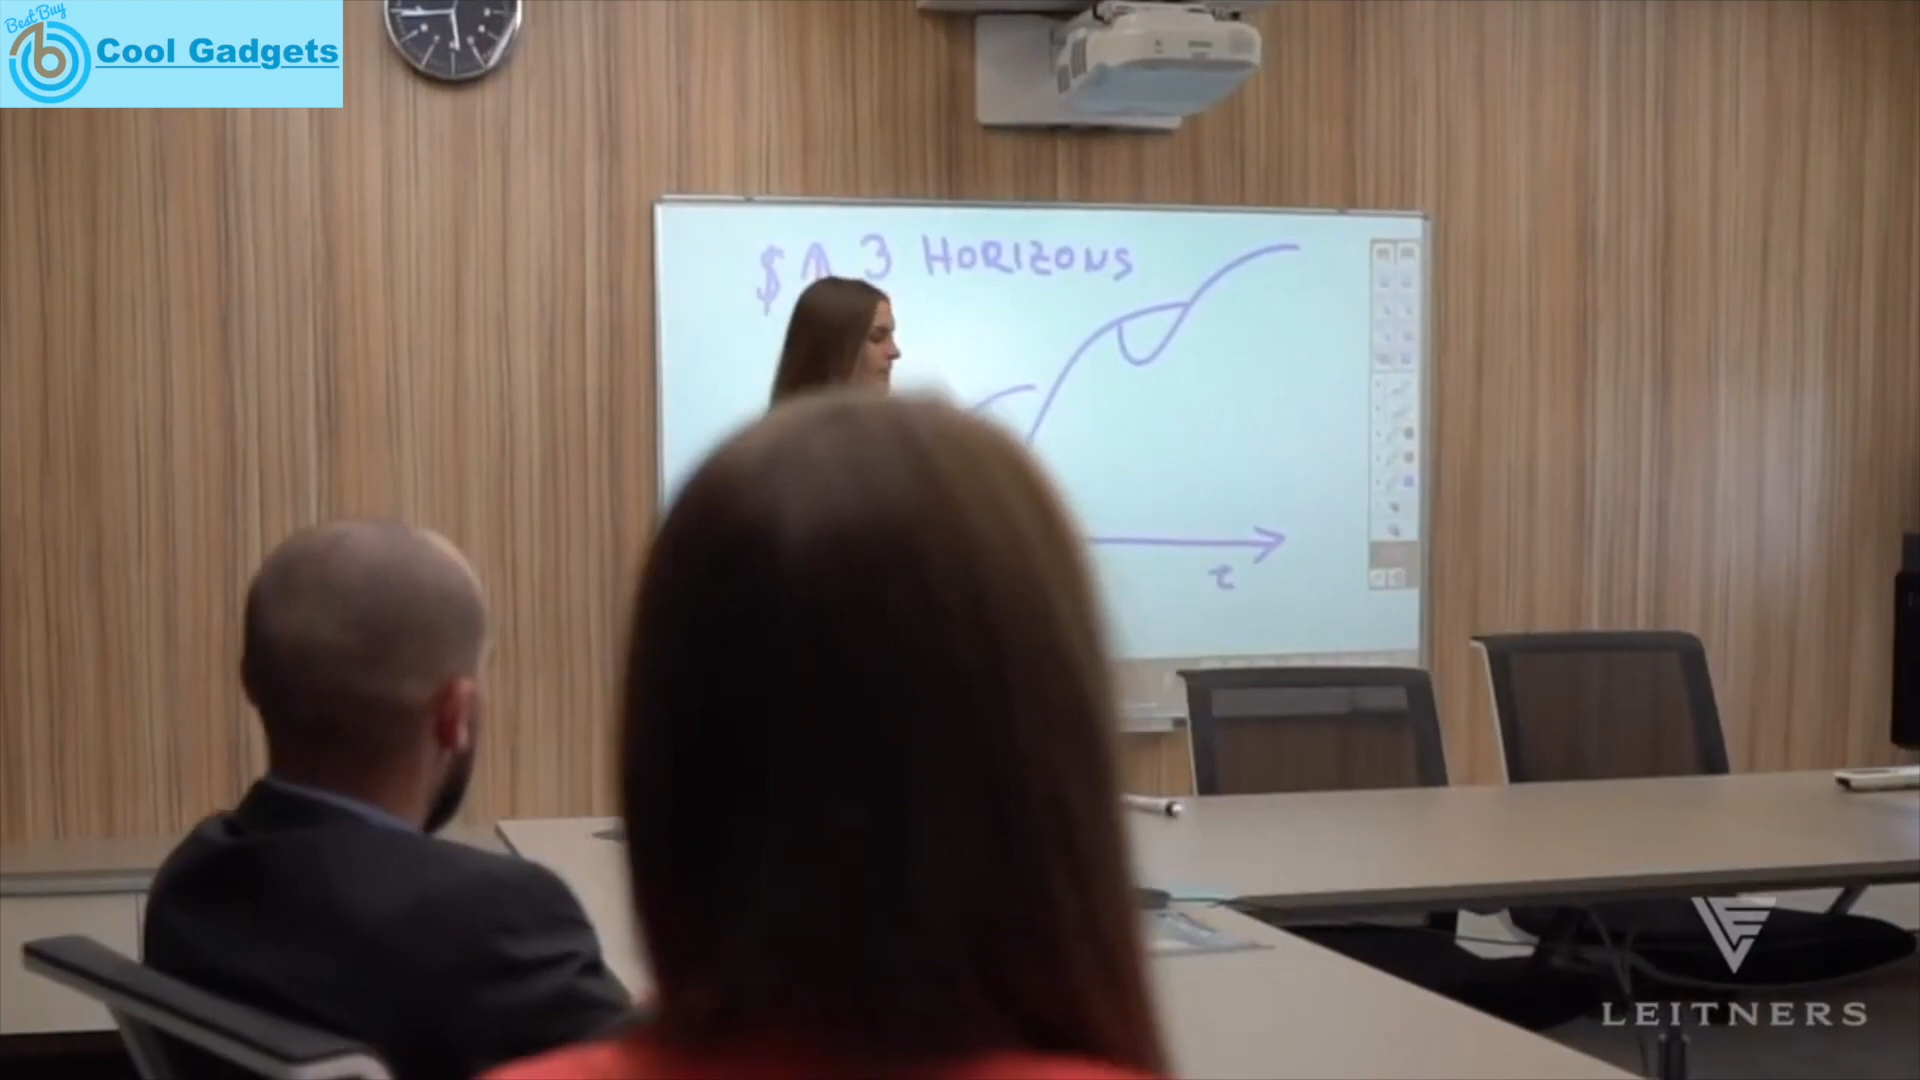 Best Buy
Cool Gadgets
$ 3 HORIZONS
t
LEITNERS